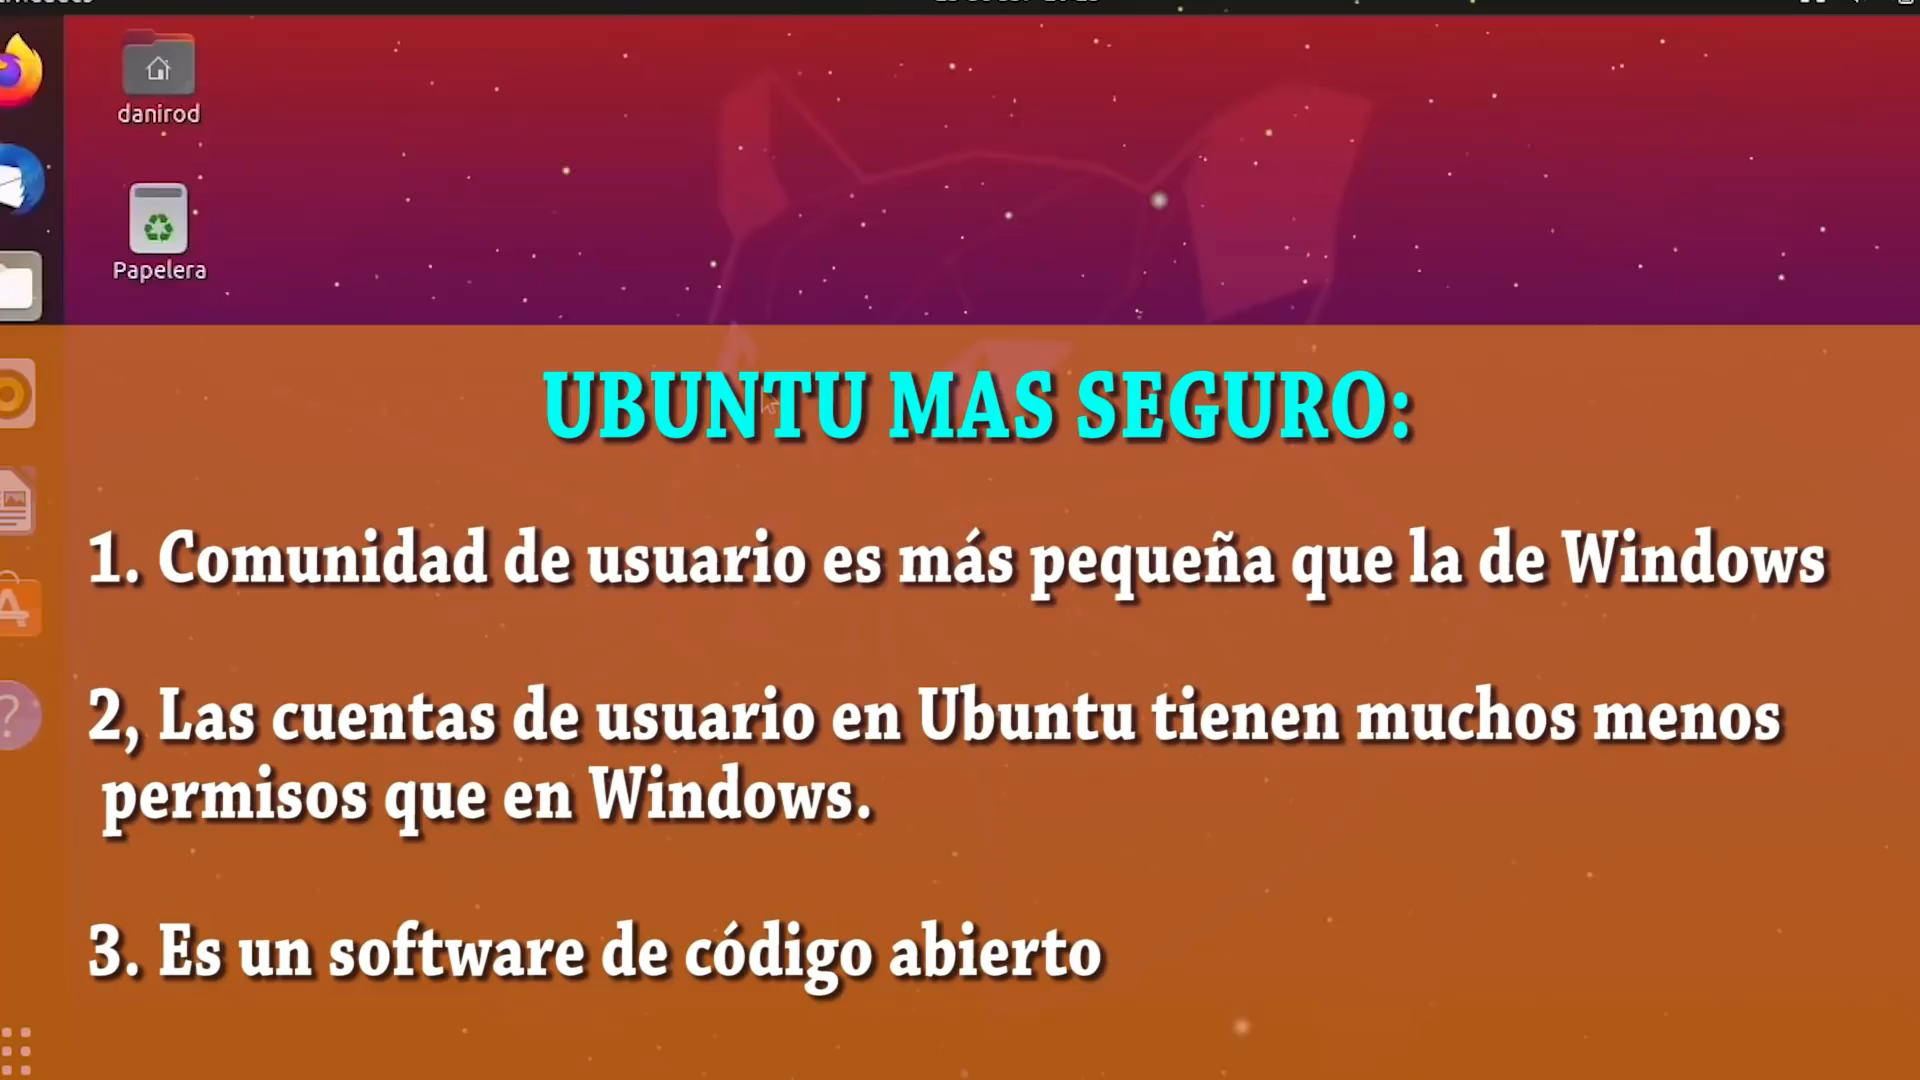 danirod
Papelera
UBUNTU MAS SEGURO:
1. Comunidad de usuario es más pequeña que la de Windows
2, Las cuentas de usuario en Ubuntu tienen muchos menos
permisos que en Windows.
3. Es un software de código abierto